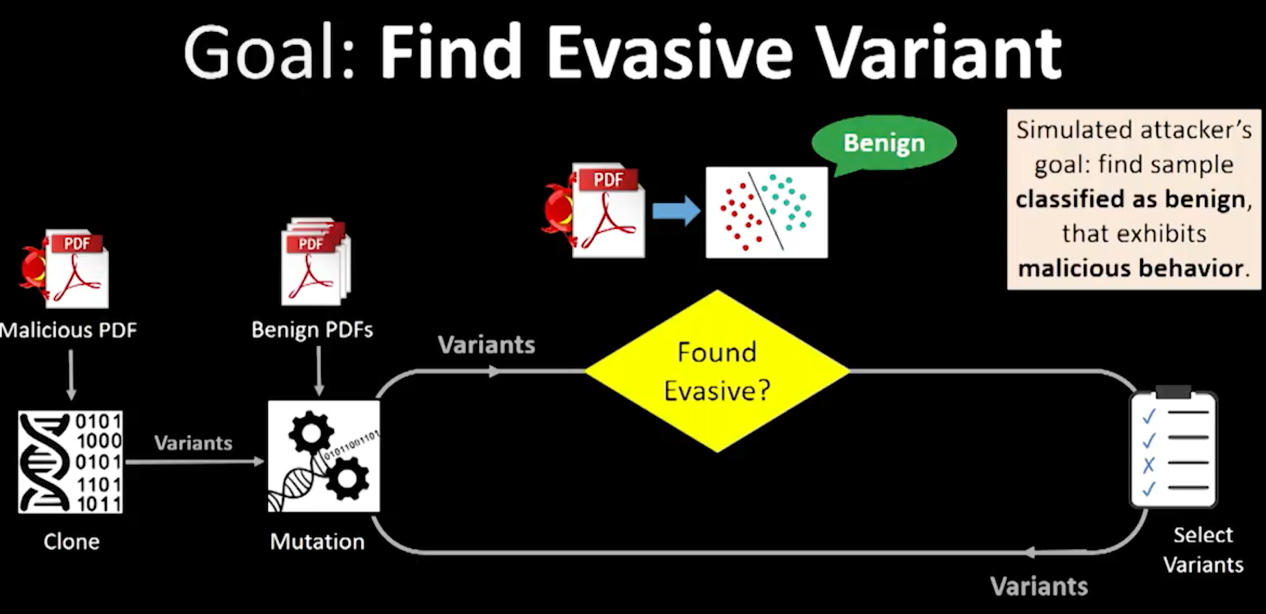 Goal: Find Evasive Variant
Benign
PDF
Simulated attacker's
goal: find sample
classified as benign,
that exhibits
malicious behavior.
PDF
Malicious PDF
PDF
Benign PDFs
Variants
Found
Evasive?
0101
1000
0101
1101
1011
Variants
01011001101
Clone
Mutation
Select
Variants
Variants